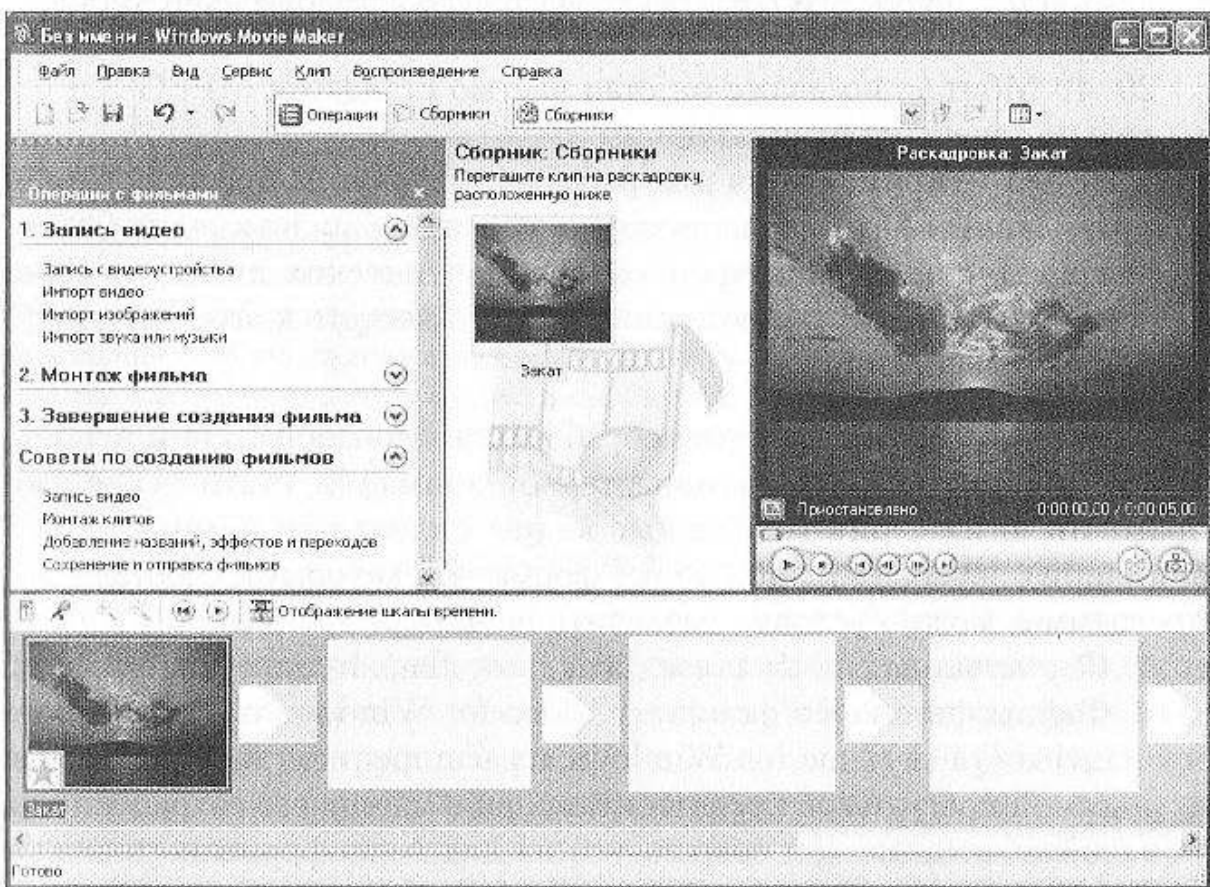 Без имени - Windows Movie Maker
Файл Правка Вид Сервис Клип Воспроизведение Справка
Операции Сборники Сборники
Операции с фильмами
1. Запись видео
Запись с видеоустройства
Импорт видео
Импорт изображений
Импорт звука или музыки
2. Монтаж фильма
3. Завершение создания фильма
Советы по созданию фильмов
Запись видео
Монтаж клипов
Добавление названий, эффектов и переходов
Сохранение и отправка фильмов
Сборник: Сборники
Перетащите клип на раскадровку,
расположенную ниже.
Закат
Раскадровка: Закат
Приостановлено 0:00:00,00 / 0:00:05,00
Отображение шкалы времени
Закат
Готово